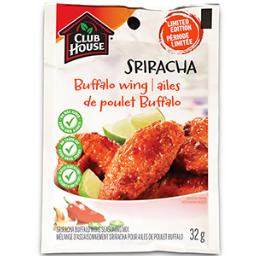 CLUB
HOUSE
LIMITED
EDITION
PÉRIODE
LIMITÉE
SRIRACHA
Buffalo wing | ailes
de poulet Buffalo
SRIRACHA BUFFALO WING SEASONING MIX
MÉLANGE D'ASSAISONNEMENT SRIRACHA POUR AILES DE POULET BUFFALO
32 g